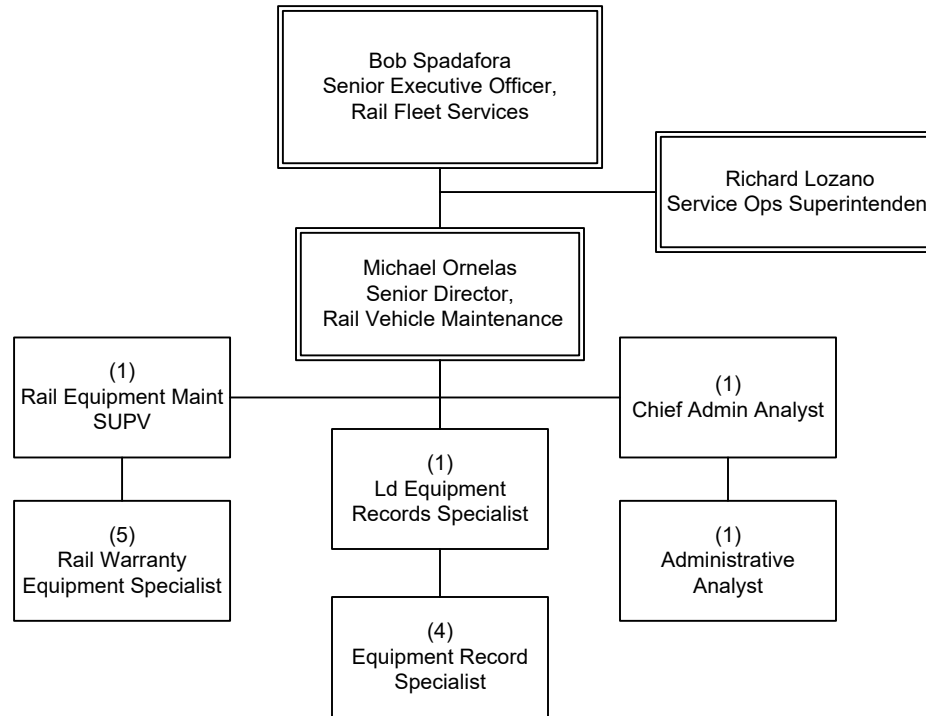 Bob Spadafora
Senior Executive Officer,
Rail Fleet Services
Richard Lozano
Service Ops Superintenden
Michael Ornelas
Senior Director,
Rail Vehicle Maintenance
(1)
Rail Equipment Maint
SUPV
(1)
Chief Admin Analyst
(1)
Ld Equipment
Records Specialist
(5)
Rail Warranty
Equipment Specialist
(1)
Administrative
Analyst
(4)
Equipment Record
Specialist